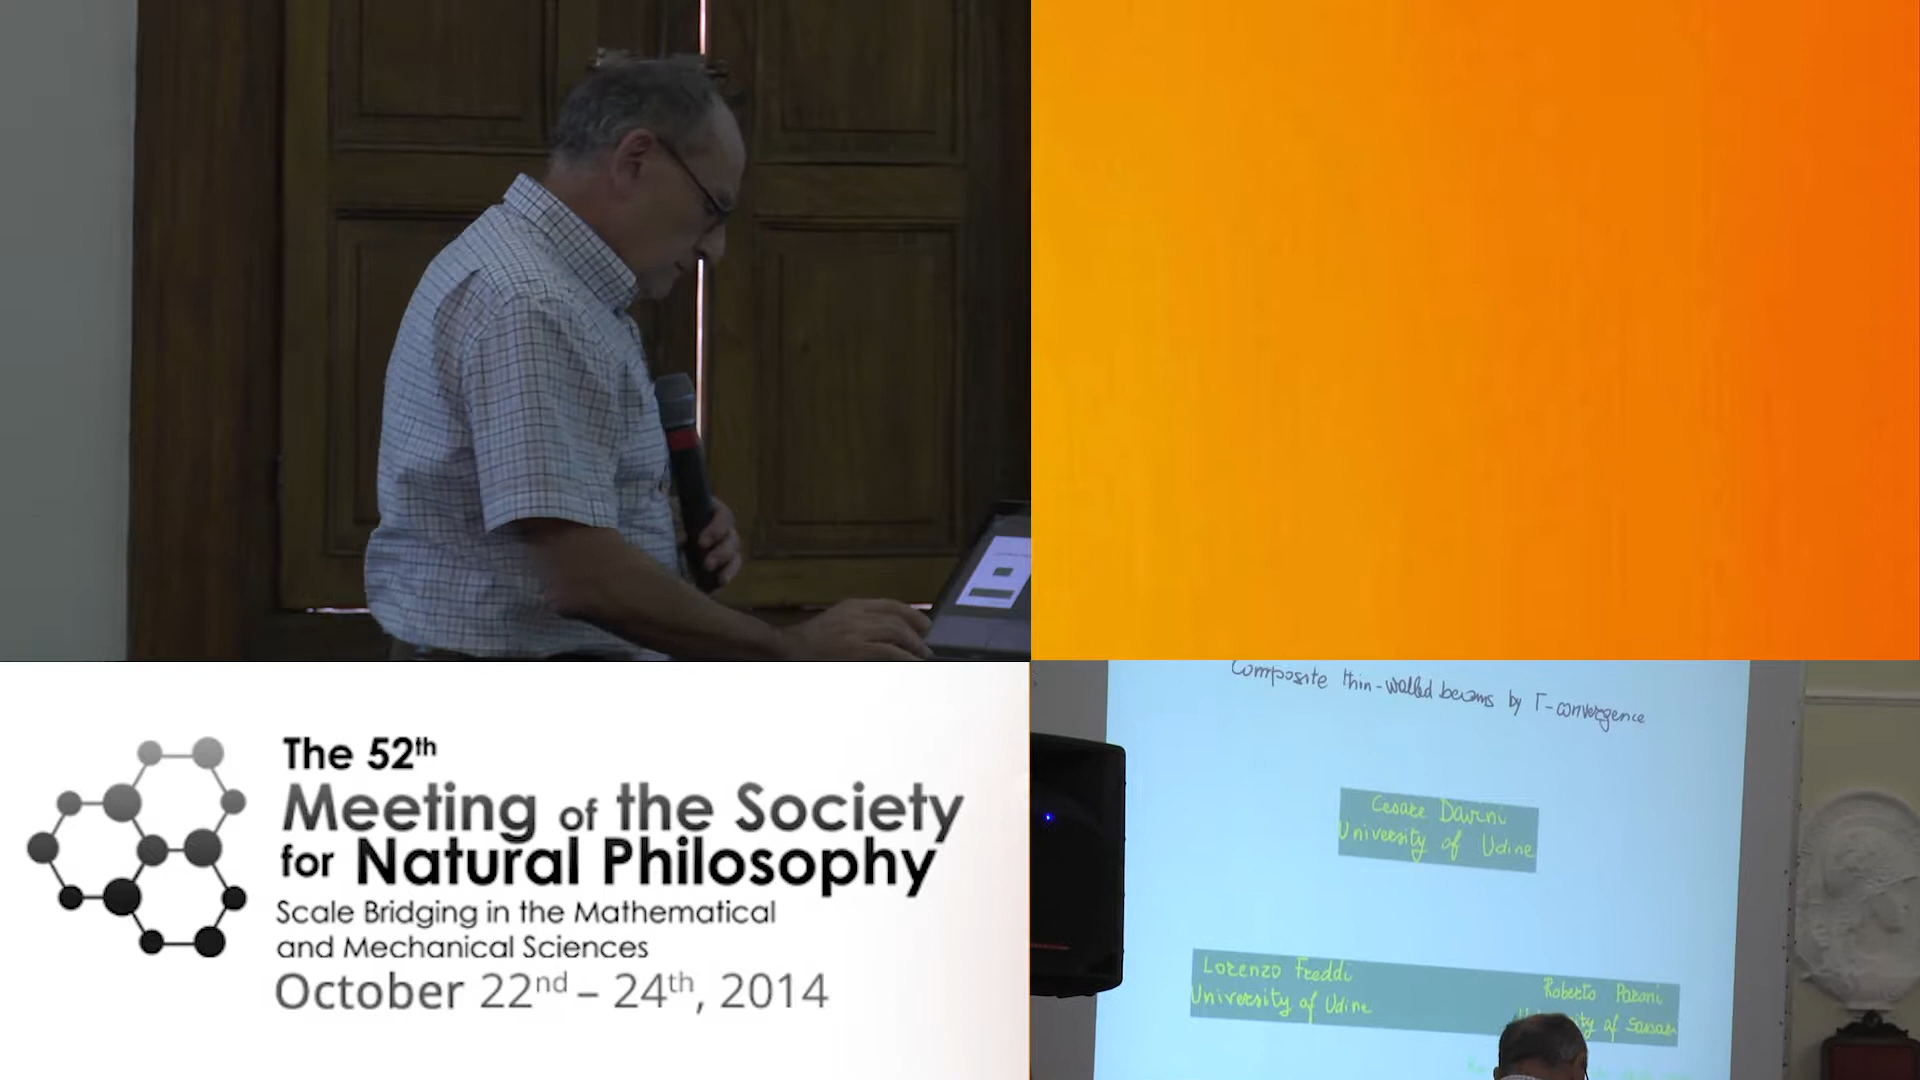 The 52th
Meeting of the Society
for Natural Philosophy
Scale Bridging in the Mathematical
and Mechanical Sciences
October 22nd – 24th, 2014
Composite thin-walled beams by Γ-convergence
Cesare Davini
University of Udine
Lorenzo Freddi
University of Udine
Roberto Paroni
of Sassari